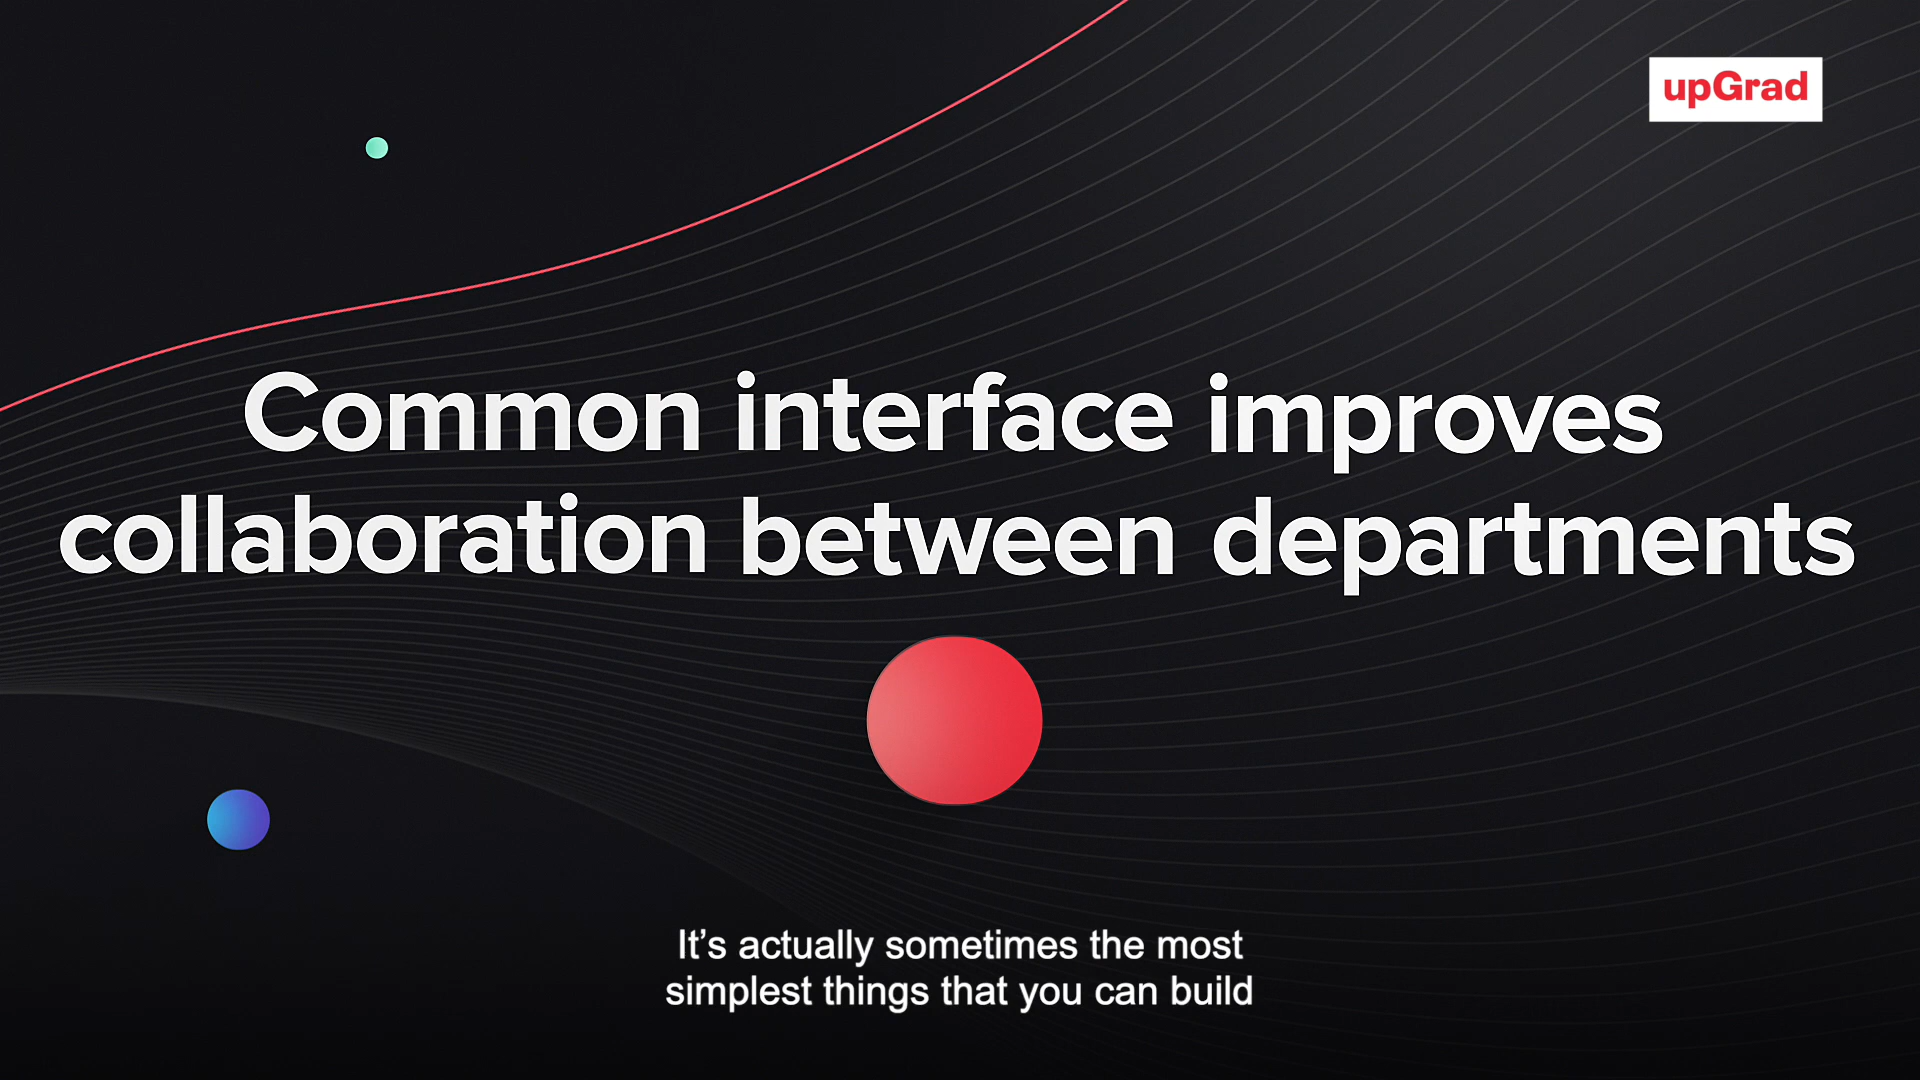 upGrad
Common interface improves
collaboration between departments
It’s actually sometimes the most
simplest things that you can build